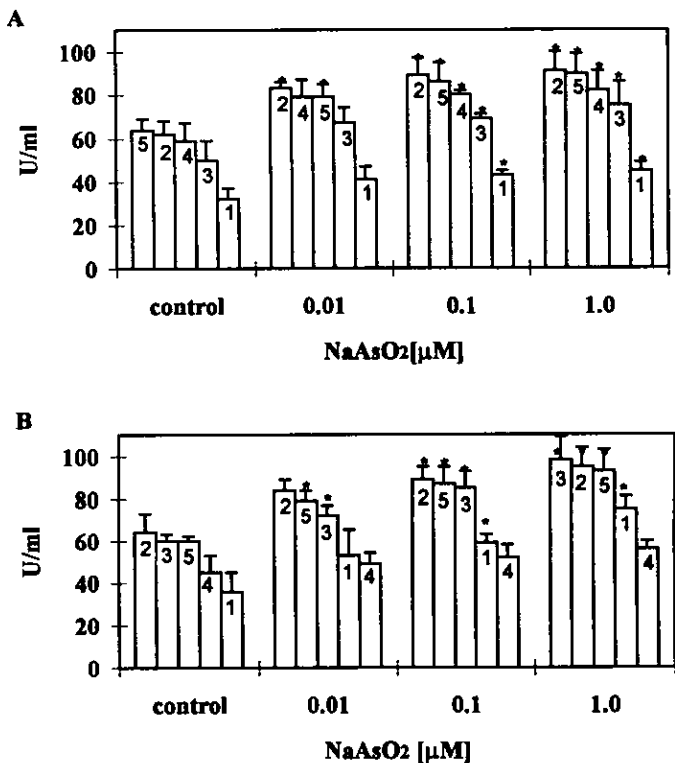 A
100
80
60
40
20
0
U/ml
5 2 4 3 1
2 4 5 3 1
2 5 4 3 1
2 5 4 3 1
* * * * * * * * * * *
control 0.01 0.1 1.0
NaAsO2[μM]
B
100
80
60
40
20
0
U/ml
2 3 5 4 1
2 5 3 1 4
2 5 3 1 4
3 2 5 1 4
* * * * * * * * * *
control 0.01 0.1 1.0
NaAsO2 [μM]